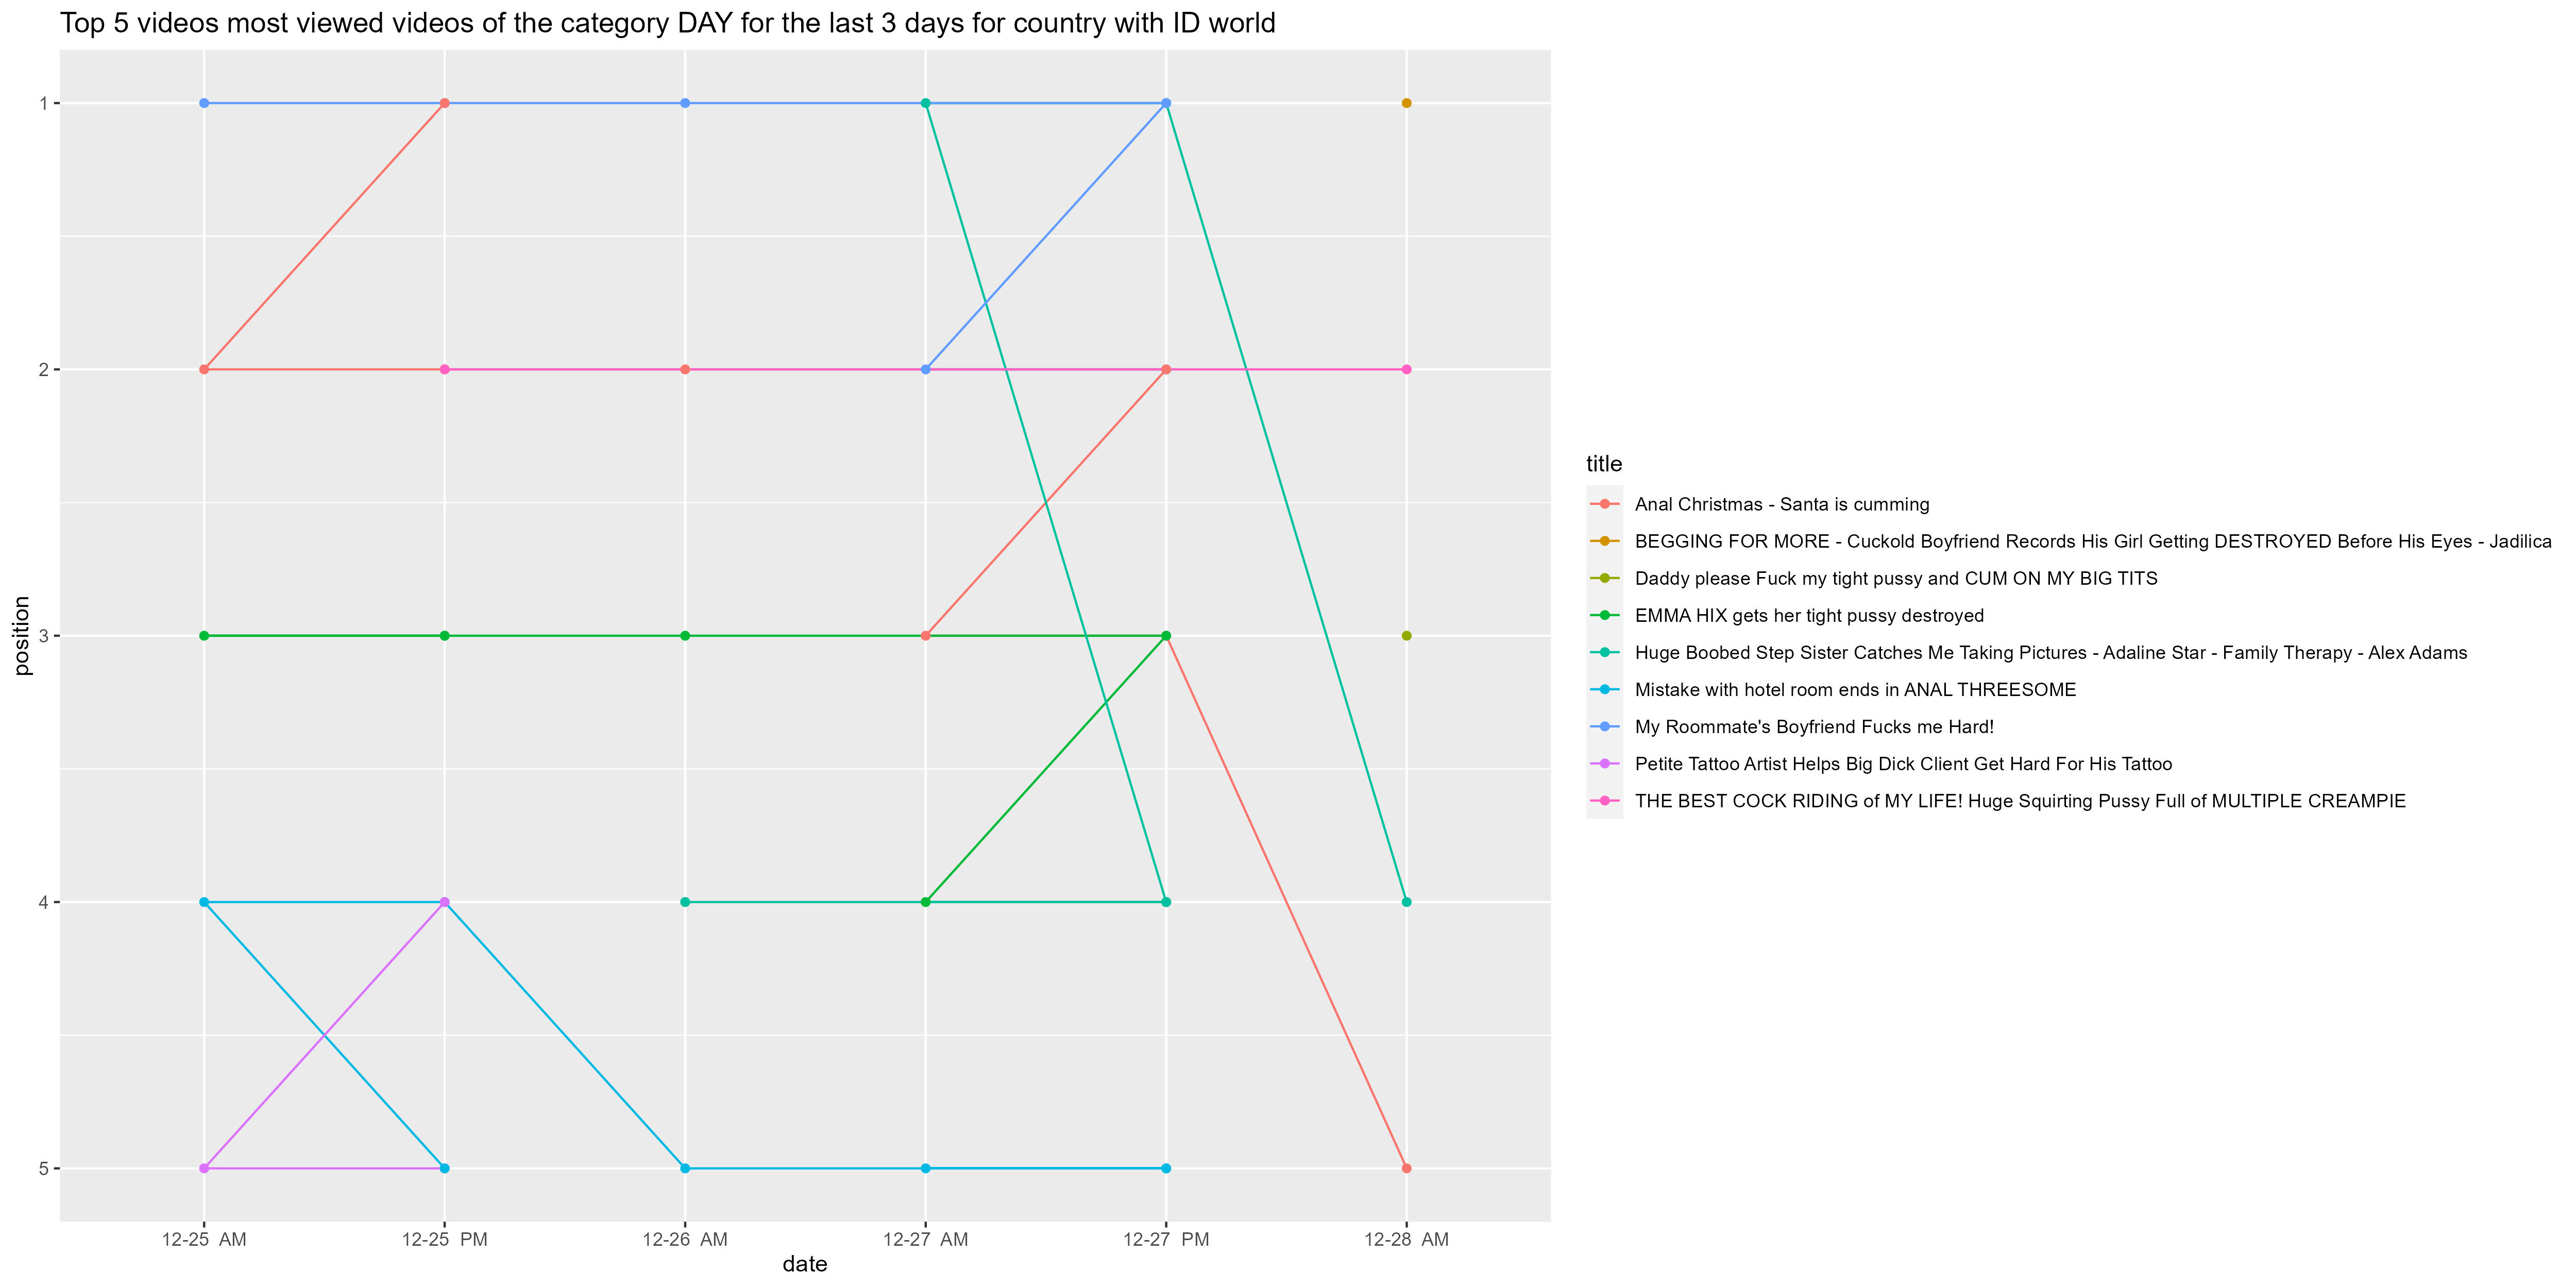 Top 5 videos most viewed videos of the category DAY for the last 3 days for country with ID world
position
1
2
3
4
5
12-25 AM
12-25 PM
12-26 AM
12-27 AM
12-27 PM
12-28 AM
date
title
Anal Christmas - Santa is cumming
BEGGING FOR MORE - Cuckold Boyfriend Records His Girl Getting DESTROYED Before His Eyes - Jadilica
Daddy please Fuck my tight pussy and CUM ON MY BIG TITS
EMMA HIX gets her tight pussy destroyed
Huge Boobed Step Sister Catches Me Taking Pictures - Adaline Star - Family Therapy - Alex Adams
Mistake with hotel room ends in ANAL THREESOME
My Roommate's Boyfriend Fucks me Hard!
Petite Tattoo Artist Helps Big Dick Client Get Hard For His Tattoo
THE BEST COCK RIDING of MY LIFE! Huge Squirting Pussy Full of MULTIPLE CREAMPIE